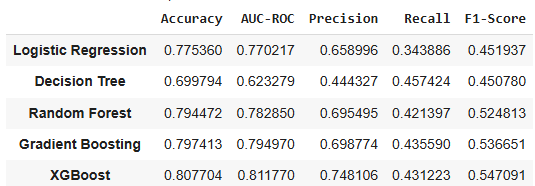 Accuracy AUC-ROC Precision Recall F1-Score
Logistic Regression 0.775360 0.770217 0.658996 0.343886 0.451937
Decision Tree 0.699794 0.623279 0.444327 0.457424 0.450780
Random Forest 0.794472 0.782850 0.695495 0.421397 0.524813
Gradient Boosting 0.797413 0.794970 0.698774 0.435590 0.536651
XGBoost 0.807704 0.811770 0.748106 0.431223 0.547091